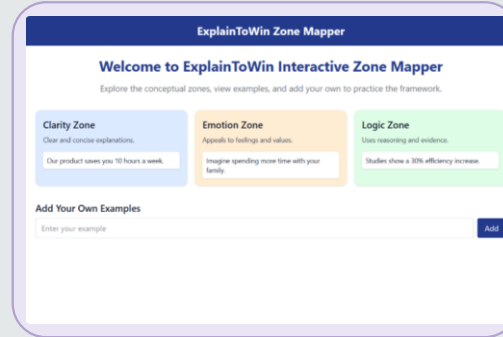 ExplainToWin Zone Mapper
Welcome to ExplainToWin Interactive Zone Mapper
Explore the conceptual zones, view examples, and add your own to practice the framework.
Clarity Zone
Clear and concise explanations.
Our product saves you 10 hours a week.
Emotion Zone
Appeals to feelings and values.
Imagine spending more time with your
family.
Logic Zone
Uses reasoning and evidence.
Studies show a 30% efficiency increase.
Add Your Own Examples
Enter your example
Add